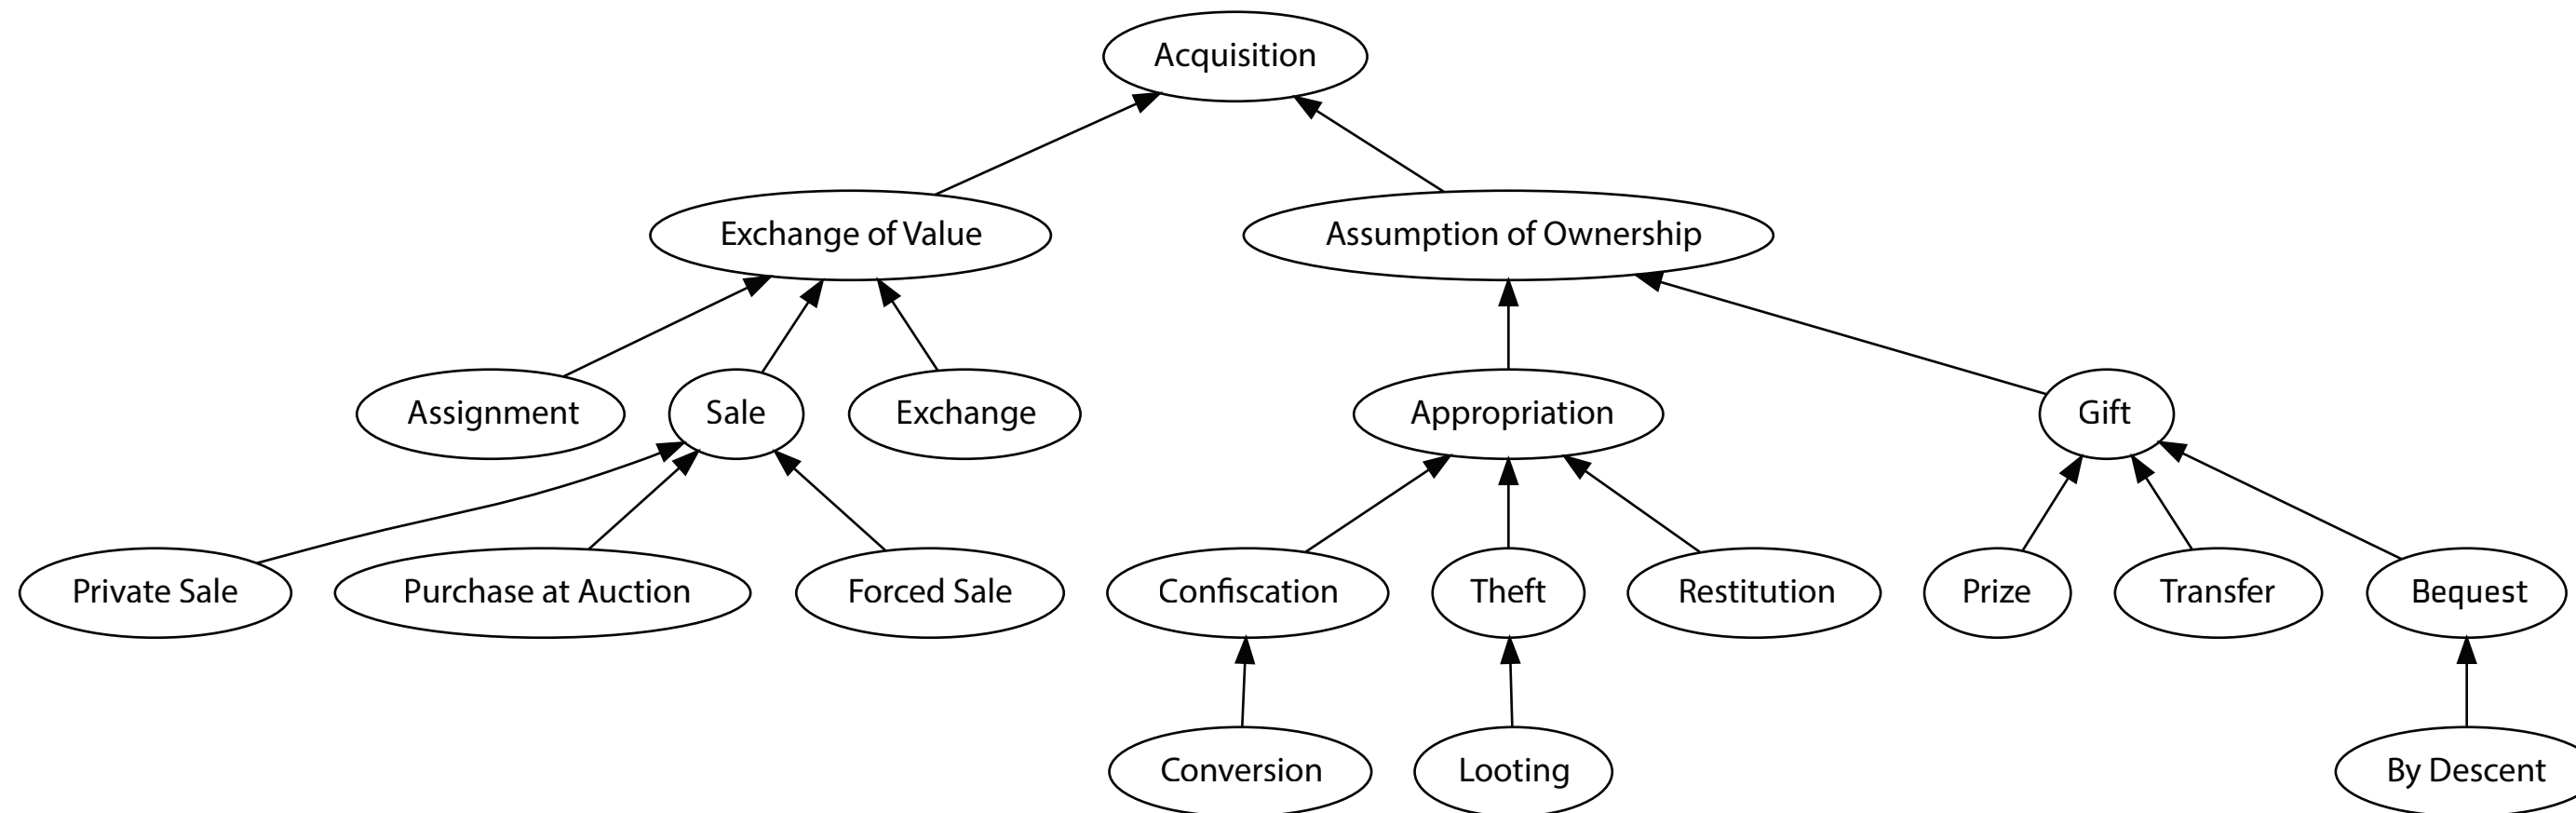 Acquisition
Exchange of Value
Assumption of Ownership
Assignment
Sale
Exchange
Appropriation
Gift
Private Sale
Purchase at Auction
Forced Sale
Confiscation
Theft
Restitution
Prize
Transfer
Bequest
Conversion
Looting
By Descent